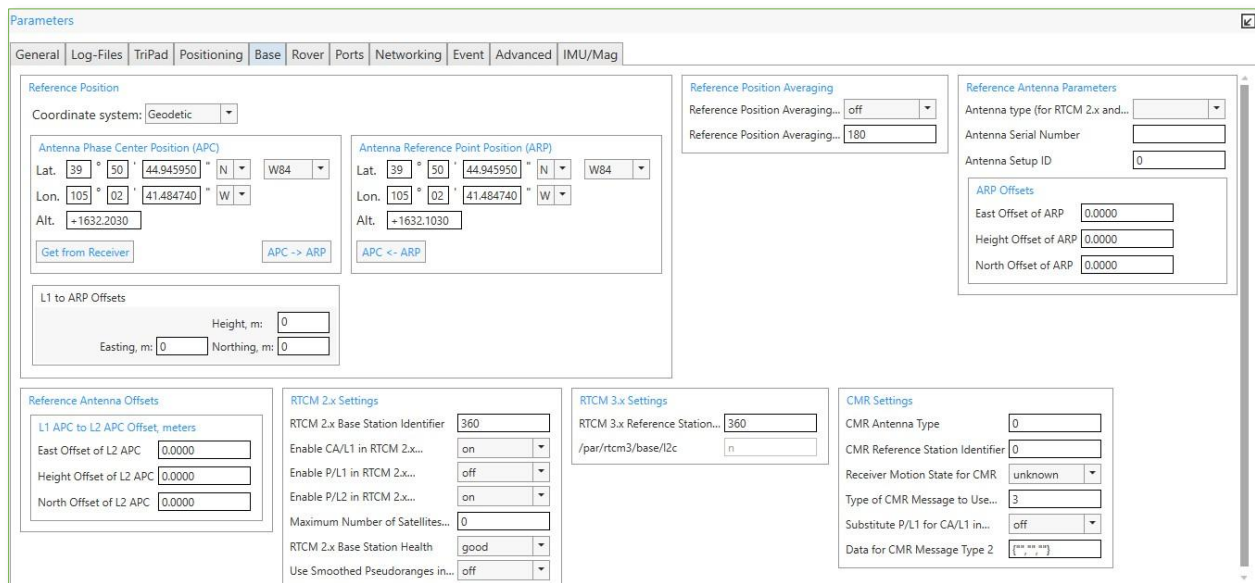 Parameters
General Log-Files TriPad Positioning Base Rover Ports Networking Event Advanced IMU/Mag
Reference Position
Coordinate system: Geodetic
Antenna Phase Center Position (APC)
Lat. 39 ° 50 ' 44.945950 " N W84
Lon. 105 ° 02 ' 41.484740 " W
Alt. +1632.2030
Get from Receiver APC -> ARP
Antenna Reference Point Position (ARP)
Lat. 39 ° 50 ' 44.945950 " N W84
Lon. 105 ° 02 ' 41.484740 " W
Alt. +1632.1030
APC <- ARP
L1 to ARP Offsets
Height, m: 0
Easting, m: 0 Northing, m: 0
Reference Position Averaging
Reference Position Averaging... off
Reference Position Averaging... 180
Reference Antenna Parameters
Antenna type (for RTCM 2.x and...
Antenna Serial Number
Antenna Setup ID 0
ARP Offsets
East Offset of ARP 0.0000
Height Offset of ARP 0.0000
North Offset of ARP 0.0000
Reference Antenna Offsets
L1 APC to L2 APC Offset, meters
East Offset of L2 APC 0.0000
Height Offset of L2 APC 0.0000
North Offset of L2 APC 0.0000
RTCM 2.x Settings
RTCM 2.x Base Station Identifier 360
Enable CA/L1 in RTCM 2.x... on
Enable P/L1 in RTCM 2.x... off
Enable P/L2 in RTCM 2.x... on
Maximum Number of Satellites... 0
RTCM 2.x Base Station Health good
Use Smoothed Pseudoranges in... off
RTCM 3.x Settings
RTCM 3.x Reference Station... 360
/par/rtcm3/base/l2c n
CMR Settings
CMR Antenna Type 0
CMR Reference Station Identifier 0
Receiver Motion State for CMR unknown
Type of CMR Message to Use... 3
Substitute P/L1 for CA/L1 in... off
Data for CMR Message Type 2 {"","",""}